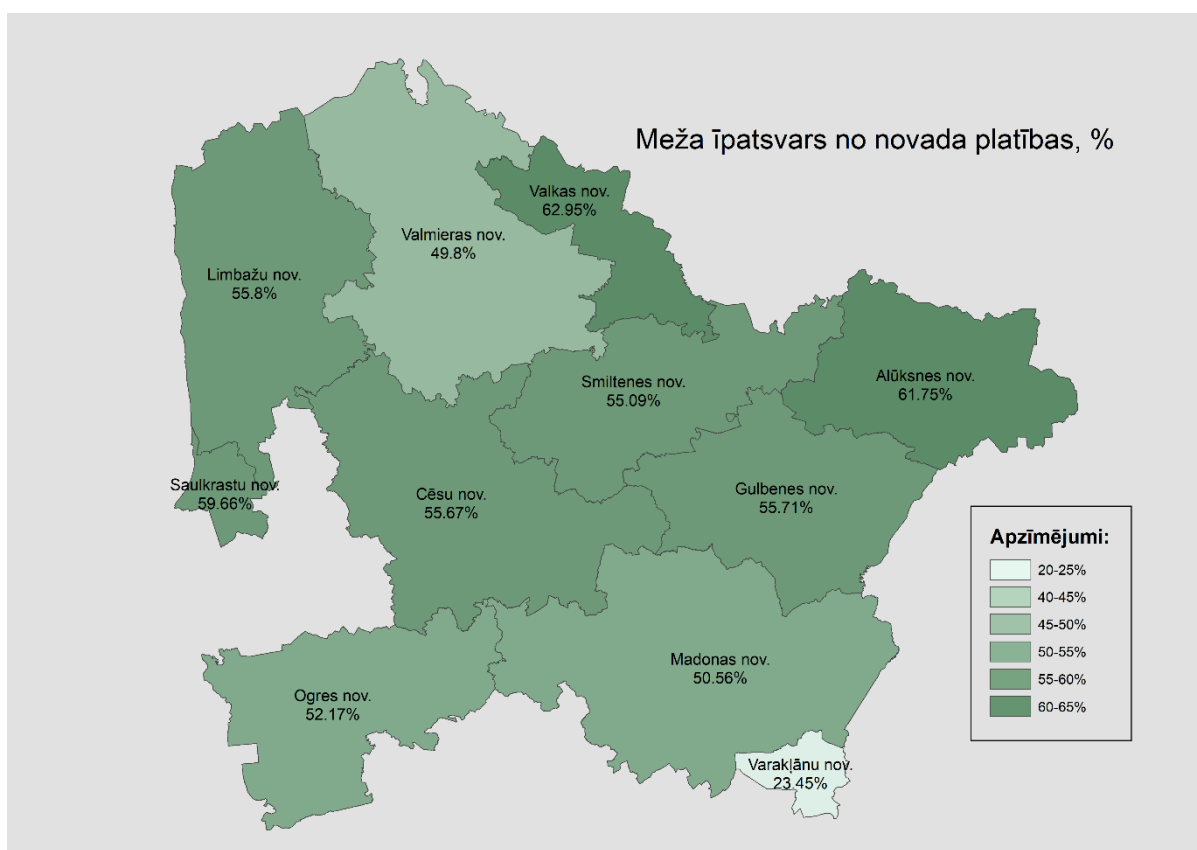 Meža īpatsvars no novada platības, %
Valkas nov.
62.95%
Valmieras nov.
49.8%
Limbažu nov.
55.8%
Smiltenes nov.
55.09%
Alūksnes nov.
61.75%
Saulkrastu nov.
59.66%
Cēsu nov.
55.67%
Gulbenes nov.
55.71%
Madonas nov.
50.56%
Ogres nov.
52.17%
Varakļānu nov.
23.45%
Apzīmējumi:
20-25%
40-45%
45-50%
50-55%
55-60%
60-65%